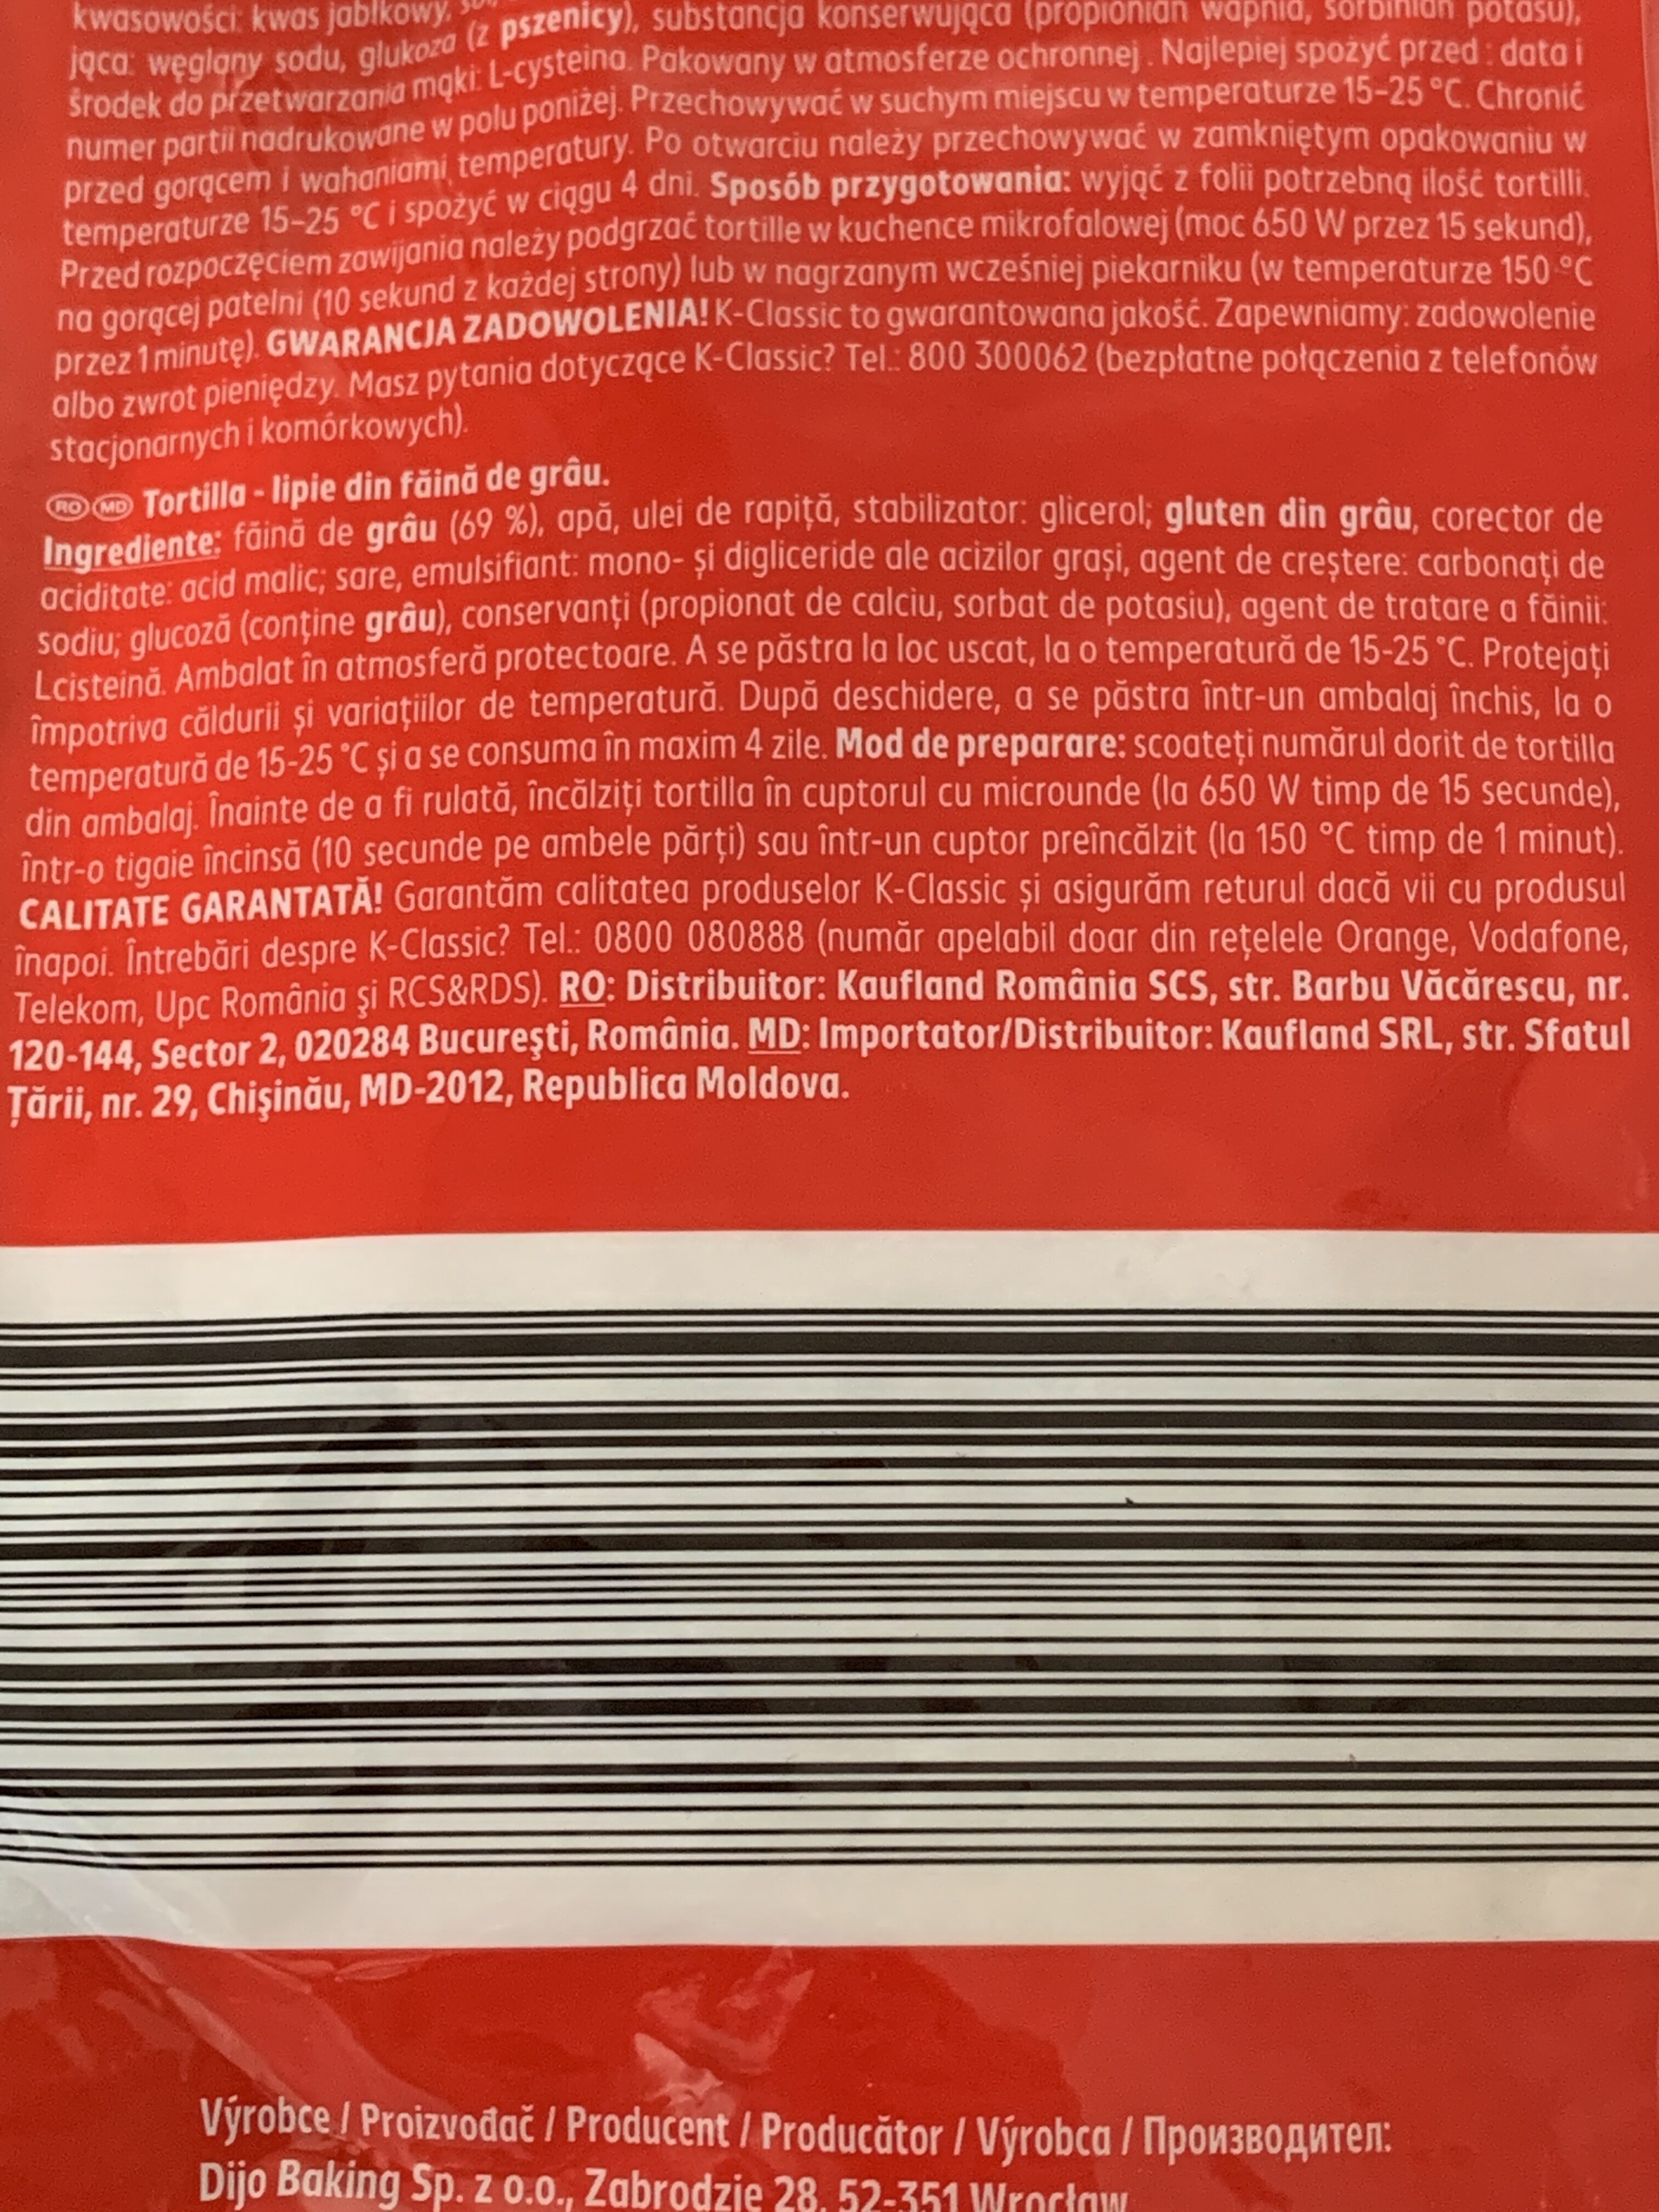 kwasowości: kwas jabłkowy,
jąca: węglany sodu, glukoza (z pszenicy), substancja konserwująca (propionian wapnia, sorbinian potasu),
środek do przetwarzania mąki: L-cysteina. Pakowany w atmosferze ochronnej . Najlepiej spożyć przed : data i
numer partii nadrukowane w polu poniżej. Przechowywać w suchym miejscu w temperaturze 15–25 °C. Chronić
przed gorącem i wahaniami temperatury. Po otwarciu należy przechowywać w zamkniętym opakowaniu w
temperaturze 15–25 °C i spożyć w ciągu 4 dni. Sposób przygotowania: wyjąć z folii potrzebną ilość tortilli.
Przed rozpoczęciem zawijania należy podgrzać tortille w kuchence mikrofalowej (moc 650 W przez 15 sekund),
na gorącej patelni (10 sekund z każdej strony) lub w nagrzanym wcześniej piekarniku (w temperaturze 150 °C
przez 1 minutę). GWARANCJA ZADOWOLENIA! K-Classic to gwarantowana jakość. Zapewniamy: zadowolenie
albo zwrot pieniędzy. Masz pytania dotyczące K-Classic? Tel.: 800 300062 (bezpłatne połączenia z telefonów
stacjonarnych i komórkowych).
RO MD Tortilla - lipie din făină de grâu.
Ingrediente: făină de grâu (69 %), apă, ulei de rapiță, stabilizator: glicerol; gluten din grâu, corector de
aciditate: acid malic; sare, emulsifiant: mono- și digliceride ale acizilor grași, agent de creștere: carbonați de
sodiu; glucoză (conține grâu), conservanți (propionat de calciu, sorbat de potasiu), agent de tratare a făinii:
Lcisteină. Ambalat în atmosferă protectoare. A se păstra la loc uscat, la o temperatură de 15-25 °C. Protejați
împotriva căldurii și variațiilor de temperatură. După deschidere, a se păstra într-un ambalaj închis, la o
temperatură de 15-25 °C și a se consuma în maxim 4 zile. Mod de preparare: scoateți numărul dorit de tortilla
din ambalaj. Înainte de a fi rulată, încălziți tortilla în cuptorul cu microunde (la 650 W timp de 15 secunde),
într-o tigaie încinsă (10 secunde pe ambele părți) sau într-un cuptor preîncălzit (la 150 °C timp de 1 minut).
CALITATE GARANTATĂ! Garantăm calitatea produselor K-Classic și asigurăm returul dacă vii cu produsul
înapoi. Întrebări despre K-Classic? Tel.: 0800 080888 (număr apelabil doar din rețelele Orange, Vodafone,
Telekom, Upc România şi RCS&RDS). RO: Distribuitor: Kaufland România SCS, str. Barbu Văcărescu, nr.
120-144, Sector 2, 020284 Bucureşti, România. MD: Importator/Distribuitor: Kaufland SRL, str. Sfatul
Țării, nr. 29, Chişinău, MD-2012, Republica Moldova.
Výrobce / Proizvođač / Producent / Producător / Výrobca / Производител:
Dijo Baking Sp. z o.o., Zabrodzie 28, 52-351 Wrocław